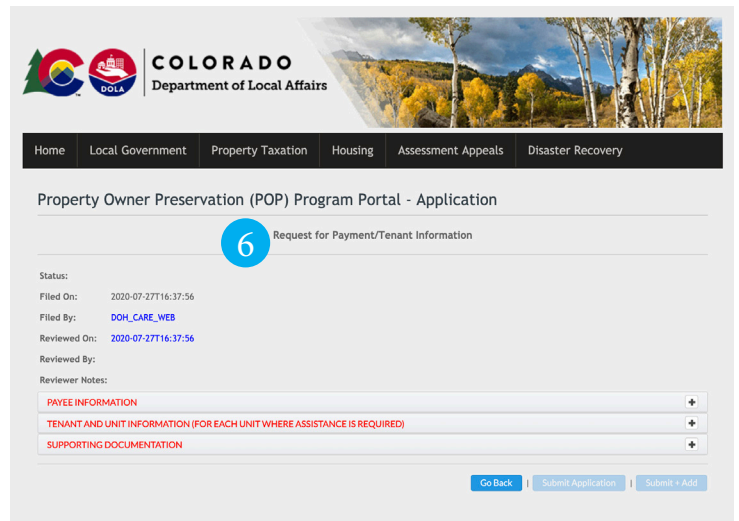 COLORADO
Department of Local Affairs
DOLA
Home Local Government Property Taxation Housing Assessment Appeals Disaster Recovery
Property Owner Preservation (POP) Program Portal - Application
6 Request for Payment/Tenant Information
Status:
Filed On: 2020-07-27T16:37:56
Filed By: DOH_CARE_WEB
Reviewed On: 2020-07-27T16:37:56
Reviewed By:
Reviewer Notes:
PAYEE INFORMATION +
TENANT AND UNIT INFORMATION (FOR EACH UNIT WHERE ASSISTANCE IS REQUIRED) +
SUPPORTING DOCUMENTATION +
Go Back | Submit Application | Submit + Add